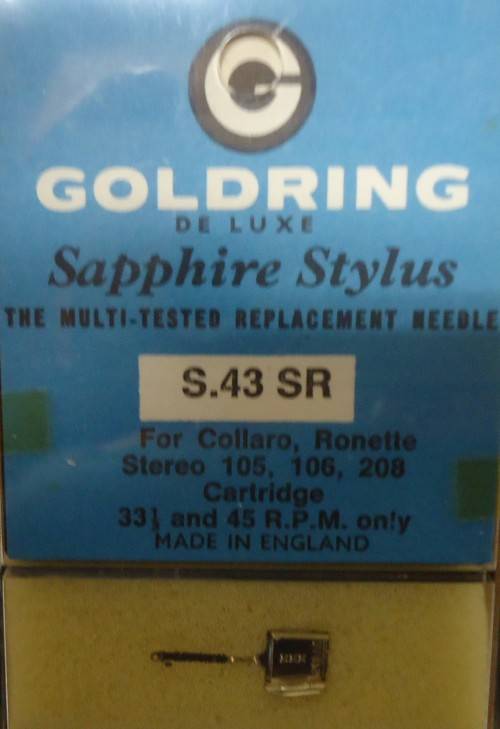 GOLDRING
DE LUXE
Sapphire Stylus
THE MULTI-TESTED REPLACEMENT NEEDLE
S.43 SR
For Collaro, Ronette
Stereo 105, 106, 208
Cartridge
33⅓ and 45 R.P.M. only
MADE IN ENGLAND